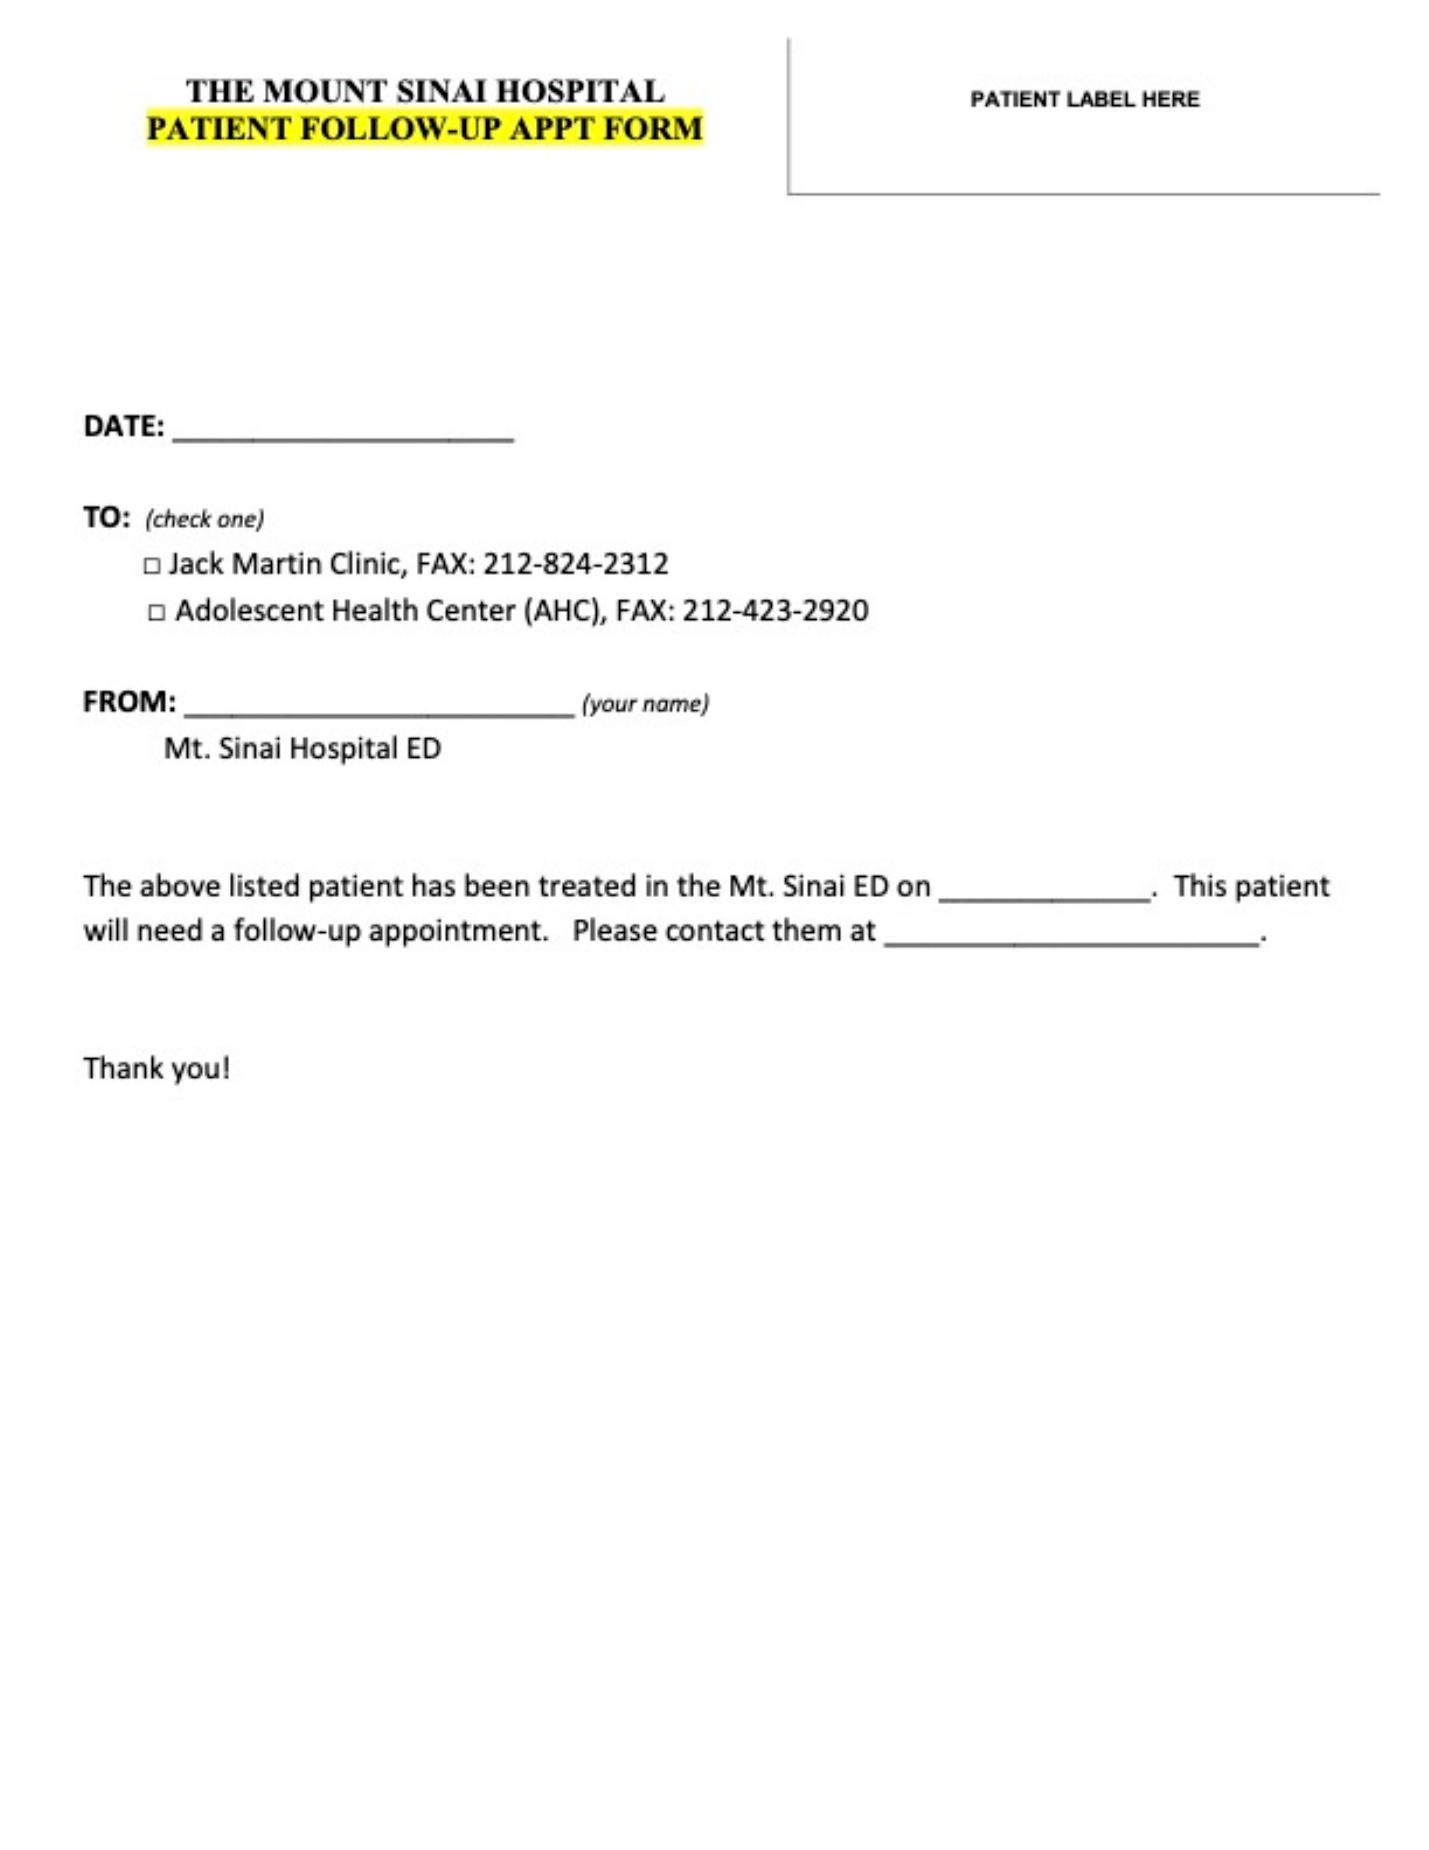 THE MOUNT SINAI HOSPITAL
PATIENT FOLLOW-UP APPT FORM
PATIENT LABEL HERE
DATE: ______________________
TO: (check one)
□ Jack Martin Clinic, FAX: 212-824-2312
□ Adolescent Health Center (AHC), FAX: 212-423-2920
FROM: _________________________ (your name)
Mt. Sinai Hospital ED
The above listed patient has been treated in the Mt. Sinai ED on ______________. This patient
will need a follow-up appointment. Please contact them at ________________________.
Thank you!